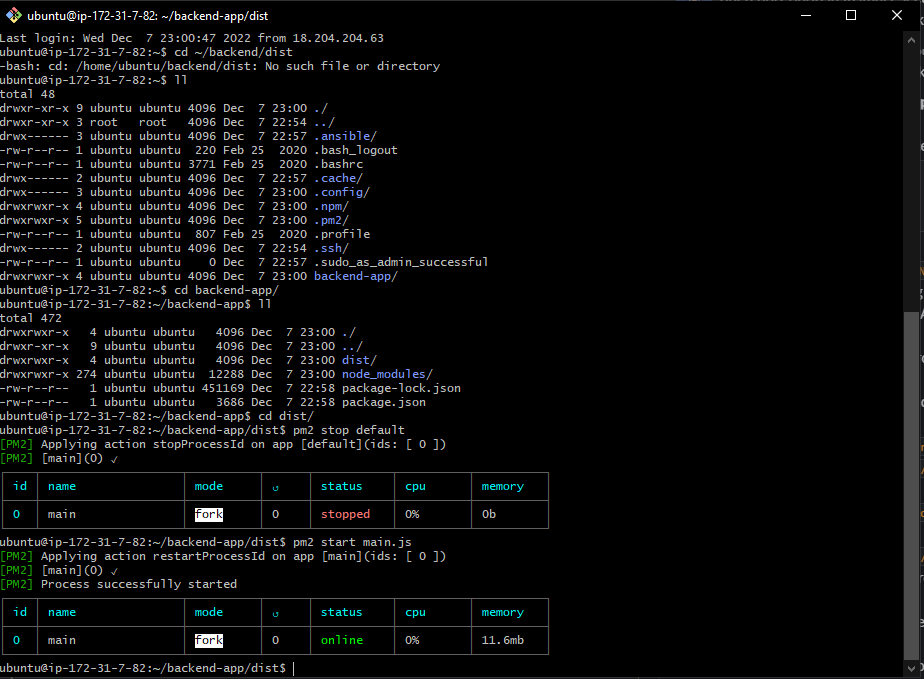 ubuntu@ip-172-31-7-82: ~/backend-app/dist
Last login: Wed Dec  7 23:00:47 2022 from 18.204.204.63
ubuntu@ip-172-31-7-82:~$ cd ~/backend/dist
-bash: cd: /home/ubuntu/backend/dist: No such file or directory
ubuntu@ip-172-31-7-82:~$ ll
total 48
drwxr-xr-x 9 ubuntu ubuntu 4096 Dec  7 23:00 ./
drwxr-xr-x 3 root   root   4096 Dec  7 22:54 ../
drwx------ 3 ubuntu ubuntu 4096 Dec  7 22:57 .ansible/
-rw-r--r-- 1 ubuntu ubuntu  220 Feb 25  2020 .bash_logout
-rw-r--r-- 1 ubuntu ubuntu 3771 Feb 25  2020 .bashrc
drwx------ 2 ubuntu ubuntu 4096 Dec  7 22:57 .cache/
drwx------ 3 ubuntu ubuntu 4096 Dec  7 23:00 .config/
drwxrwxr-x 4 ubuntu ubuntu 4096 Dec  7 23:00 .npm/
drwxrwxr-x 5 ubuntu ubuntu 4096 Dec  7 23:00 .pm2/
-rw-r--r-- 1 ubuntu ubuntu  807 Feb 25  2020 .profile
drwx------ 2 ubuntu ubuntu 4096 Dec  7 22:54 .ssh/
-rw-r--r-- 1 ubuntu ubuntu    0 Dec  7 22:57 .sudo_as_admin_successful
drwxrwxr-x 4 ubuntu ubuntu 4096 Dec  7 23:00 backend-app/
ubuntu@ip-172-31-7-82:~$ cd backend-app/
ubuntu@ip-172-31-7-82:~/backend-app$ ll
total 472
drwxrwxr-x   4 ubuntu ubuntu   4096 Dec  7 23:00 ./
drwxr-xr-x   9 ubuntu ubuntu   4096 Dec  7 23:00 ../
drwxrwxr-x   4 ubuntu ubuntu   4096 Dec  7 23:00 dist/
drwxrwxr-x 274 ubuntu ubuntu  12288 Dec  7 23:00 node_modules/
-rw-r--r--   1 ubuntu ubuntu 451169 Dec  7 22:58 package-lock.json
-rw-r--r--   1 ubuntu ubuntu   3686 Dec  7 22:58 package.json
ubuntu@ip-172-31-7-82:~/backend-app$ cd dist/
ubuntu@ip-172-31-7-82:~/backend-app/dist$ pm2 stop default
[PM2] Applying action stopProcessId on app [default](ids: [ 0 ])
[PM2] [main](0) ✓
id name mode ↺ status cpu memory
0 main fork 0 stopped 0% 0b
ubuntu@ip-172-31-7-82:~/backend-app/dist$ pm2 start main.js
[PM2] Applying action restartProcessId on app [main](ids: [ 0 ])
[PM2] [main](0) ✓
[PM2] Process successfully started
id name mode ↺ status cpu memory
0 main fork 0 online 0% 11.6mb
ubuntu@ip-172-31-7-82:~/backend-app/dist$